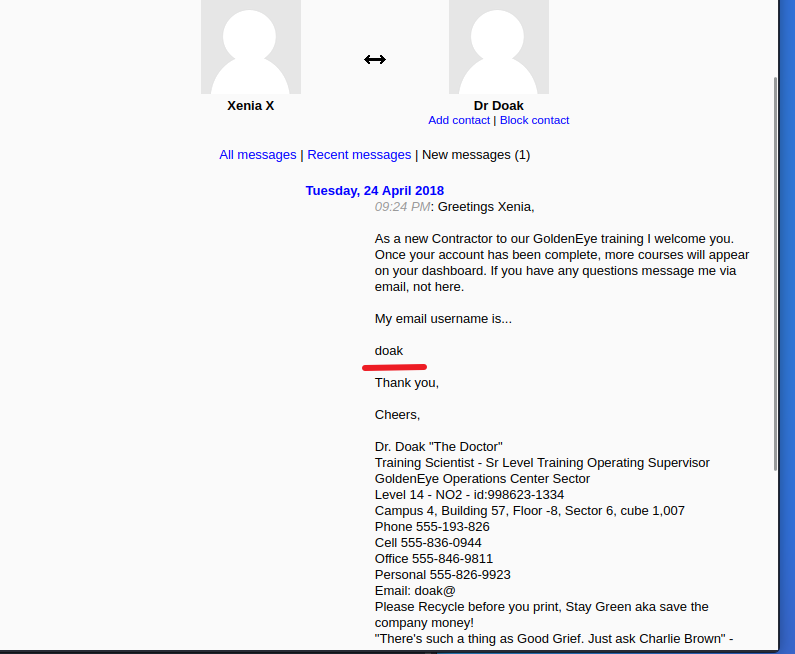 Xenia X
Dr Doak
Add contact | Block contact
All messages | Recent messages | New messages (1)
Tuesday, 24 April 2018
09:24 PM: Greetings Xenia,
As a new Contractor to our GoldenEye training I welcome you.
Once your account has been complete, more courses will appear
on your dashboard. If you have any questions message me via
email, not here.
My email username is...
doak
Thank you,
Cheers,
Dr. Doak "The Doctor"
Training Scientist - Sr Level Training Operating Supervisor
GoldenEye Operations Center Sector
Level 14 - NO2 - id:998623-1334
Campus 4, Building 57, Floor -8, Sector 6, cube 1,007
Phone 555-193-826
Cell 555-836-0944
Office 555-846-9811
Personal 555-826-9923
Email: doak@
Please Recycle before you print, Stay Green aka save the
company money!
"There's such a thing as Good Grief. Just ask Charlie Brown" -